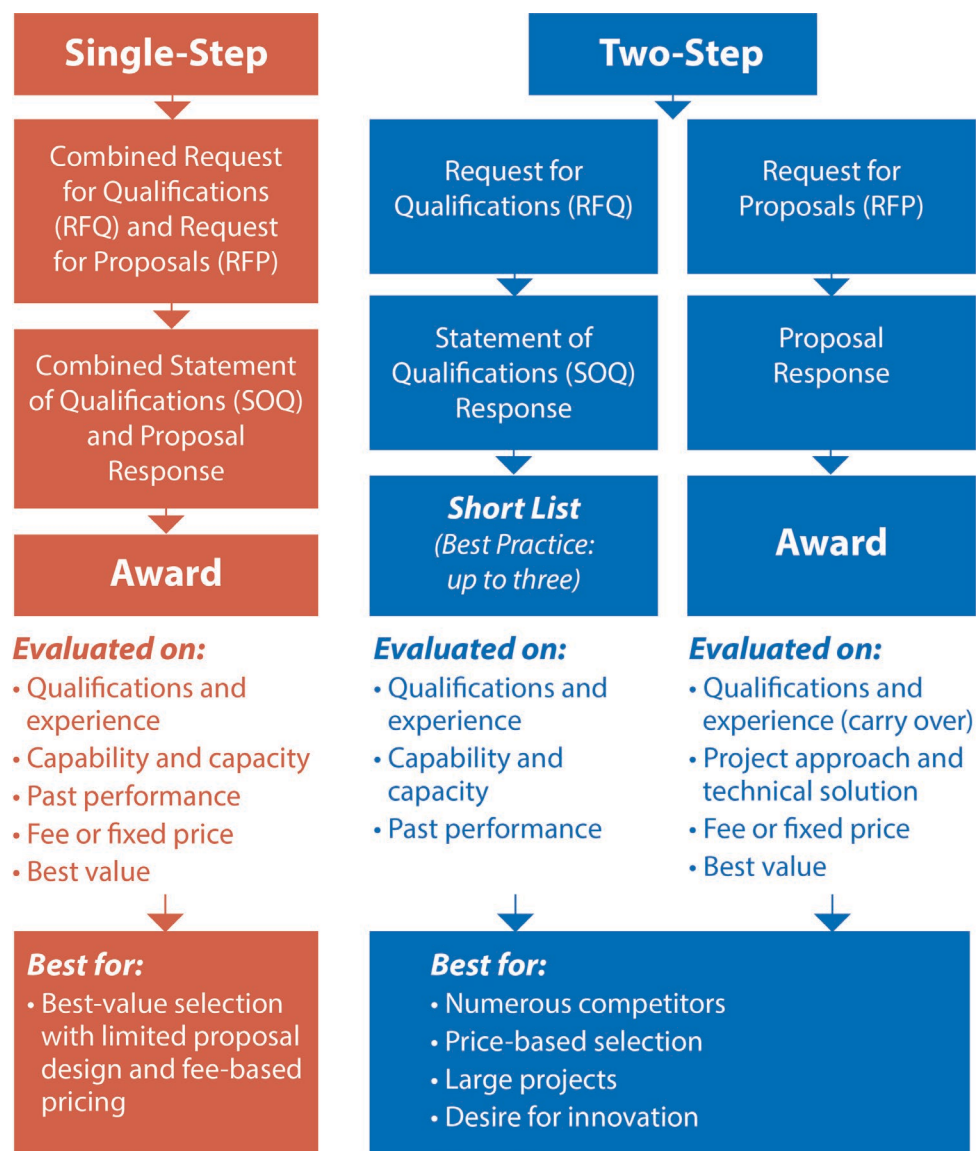 Single-Step
Combined Request
for Qualifications
(RFQ) and Request
for Proposals (RFP)
Combined Statement
of Qualifications (SOQ)
and Proposal
Response
Award
Evaluated on:
• Qualifications and
experience
• Capability and capacity
• Past performance
• Fee or fixed price
• Best value
Best for:
• Best-value selection
with limited proposal
design and fee-based
pricing
Two-Step
Request for
Qualifications (RFQ)
Statement of
Qualifications (SOQ)
Response
Short List
(Best Practice:
up to three)
Evaluated on:
• Qualifications and
experience
• Capability and
capacity
• Past performance
Request for
Proposals (RFP)
Proposal
Response
Award
Evaluated on:
• Qualifications and
experience (carry over)
• Project approach and
technical solution
• Fee or fixed price
• Best value
Best for:
• Numerous competitors
• Price-based selection
• Large projects
• Desire for innovation